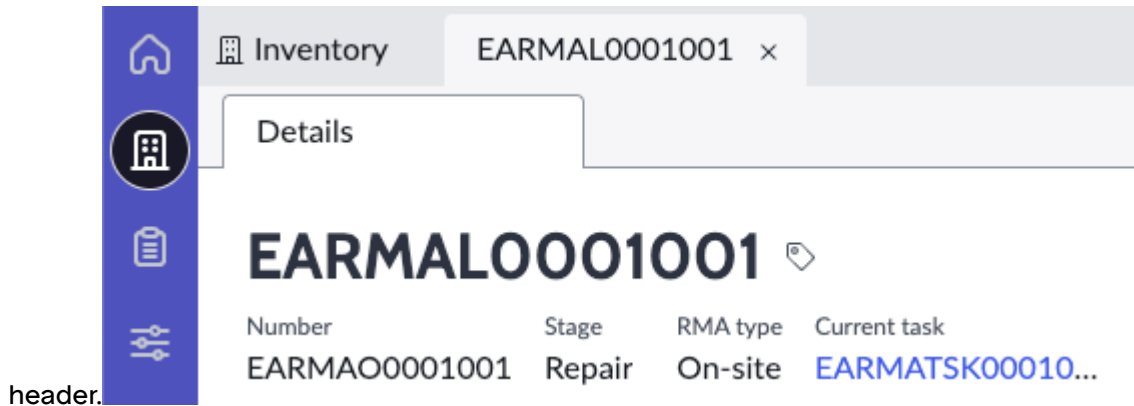 Inventory EARMAL0001001 ×
Details
EARMAL0001001
Number Stage RMA type Current task
EARMAO0001001 Repair On-site EARMATSK00010...
header.